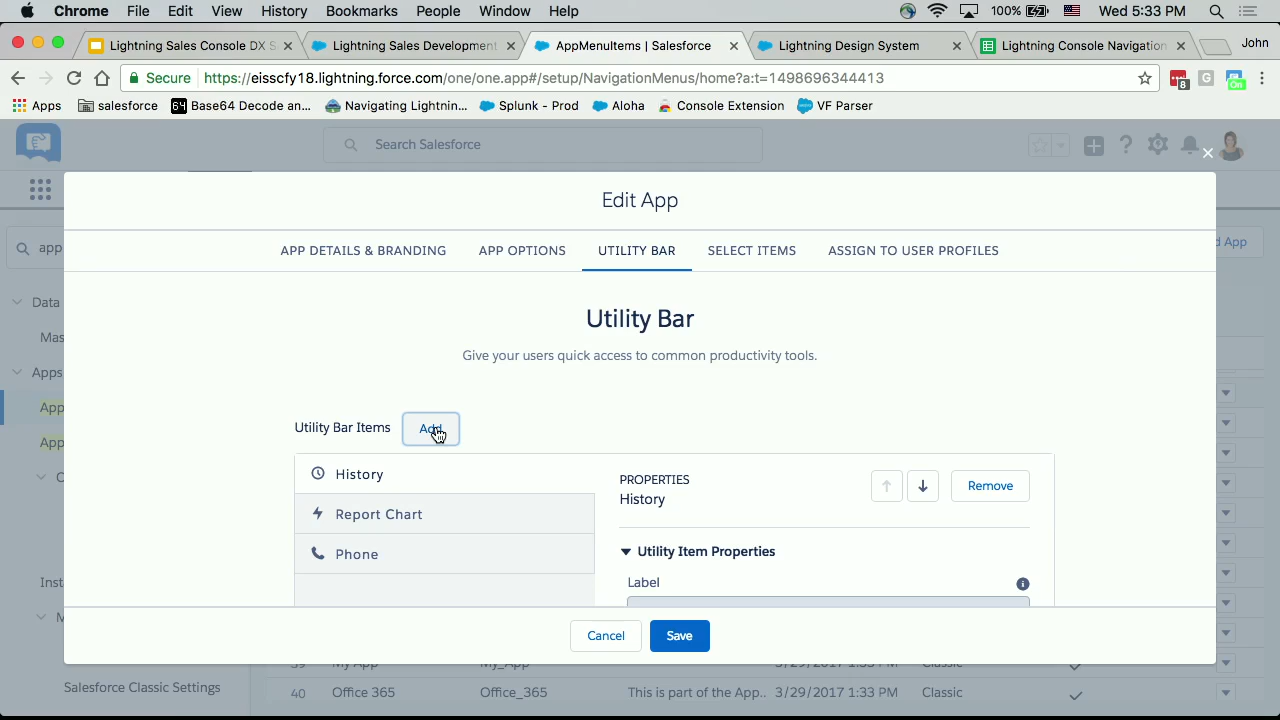 Chrome File Edit View History Bookmarks People Window Help 100% Wed 5:33 PM
Lightning Sales Console DX S Lightning Sales Development AppMenuItems | Salesforce Lightning Design System Lightning Console Navigation John
Secure https://eisscfy18.lightning.force.com/one/one.app#/setup/NavigationMenus/home?a:t=1498696344413 8 G On
Apps salesforce 64 Base64 Decode an... Navigating Lightnin... Splunk - Prod Aloha Console Extension VF Parser
Search Salesforce
Edit App
app d App
APP DETAILS & BRANDING APP OPTIONS UTILITY BAR SELECT ITEMS ASSIGN TO USER PROFILES
Data
Utility Bar
Mas
Give your users quick access to common productivity tools.
Apps
App
Utility Bar Items Add
App
History PROPERTIES
History Remove
Report Chart
Phone Utility Item Properties
Label
Inst
M
Cancel Save
My App My_App 3/29/2017 1:33 PM Classic
Salesforce Classic Settings 40 Office 365 Office_365 This is part of the App.. 3/29/2017 1:33 PM Classic